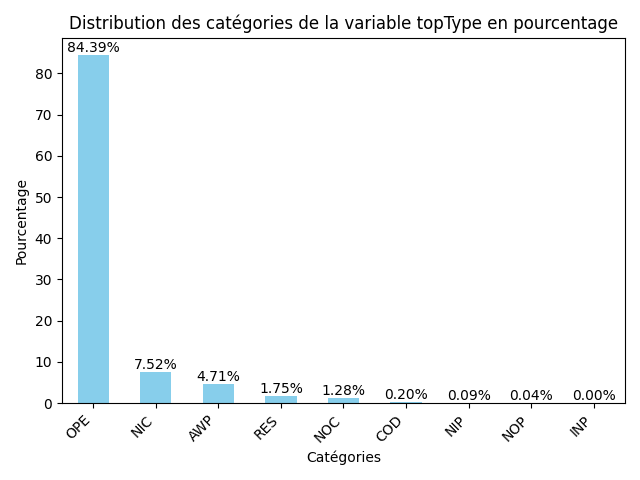 Distribution des catégories de la variable topType en pourcentage
84.39%
7.52%
4.71%
1.75%
1.28%
0.20%
0.09%
0.04%
0.00%
80
70
60
50
40
30
20
10
0
Pourcentage
OPE
NIC
AWP
RES
NOC
COD
NIP
NOP
INP
Catégories